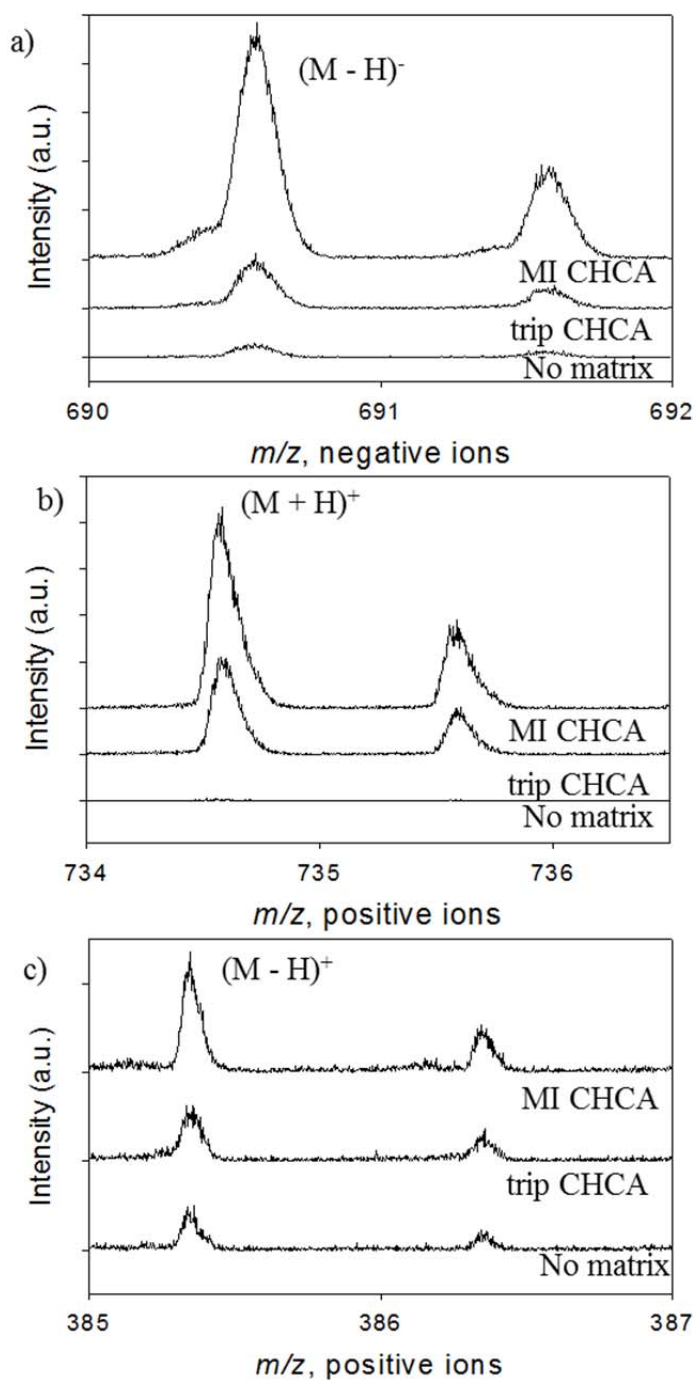 a)
(M - H)-
Intensity (a.u.)
MI CHCA
trip CHCA
No matrix
690 691 692
m/z, negative ions
b)
(M + H)+
Intensity (a.u.)
MI CHCA
trip CHCA
No matrix
734 735 736
m/z, positive ions
c)
(M - H)+
Intensity (a.u.)
MI CHCA
trip CHCA
No matrix
385 386 387
m/z, positive ions